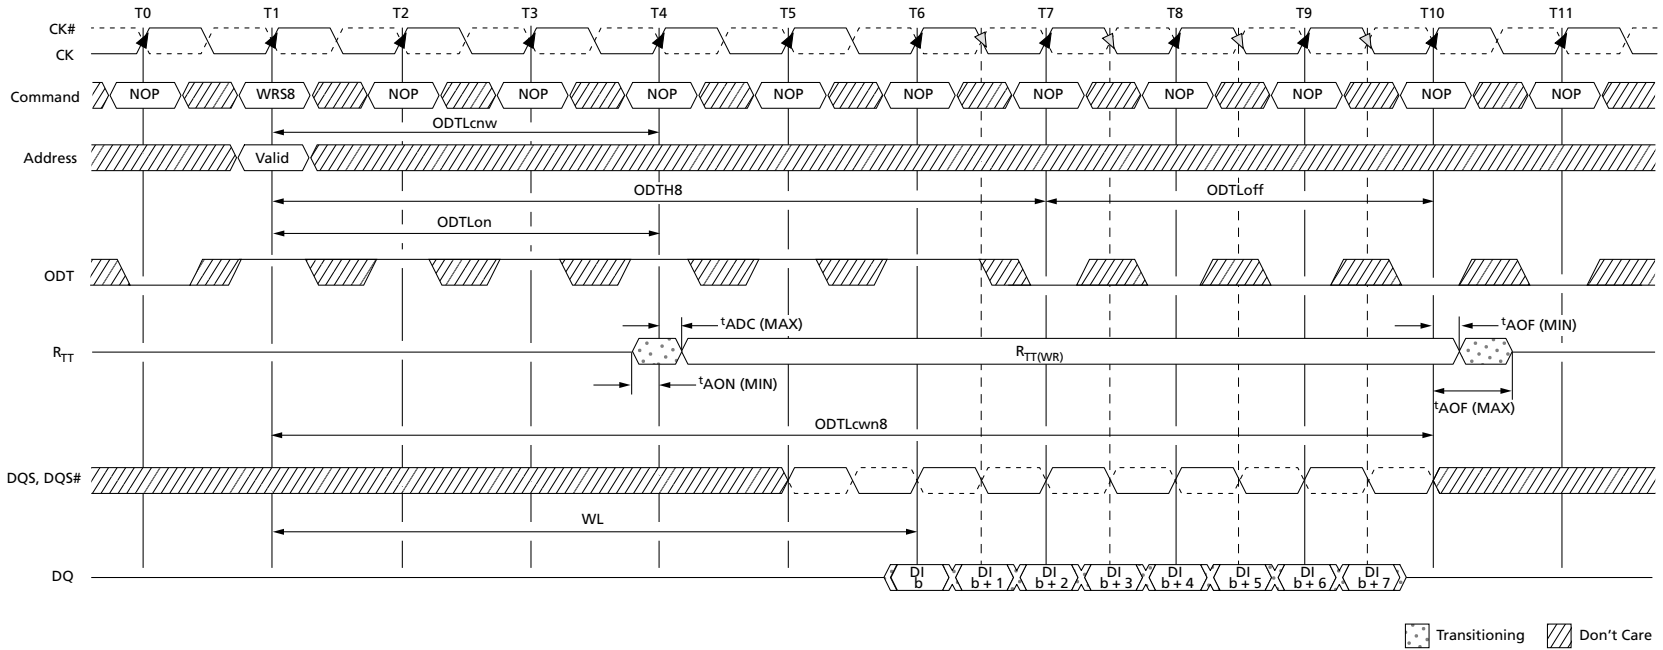 T0 T1 T2 T3 T4 T5 T6 T7 T8 T9 T10 T11
CK#
CK
Command NOP WRS8 NOP NOP NOP NOP NOP NOP NOP NOP NOP NOP
ODTLcnw
Address Valid
ODTH8 ODTLoff
ODTLon
ODT
tADC (MAX) tAOF (MIN)
RTT RTT(WR)
tAON (MIN)
tAOF (MAX)
ODTLcwn8
DQS, DQS#
WL
DQ
DI b
DI b + 1
DI b + 2
DI b + 3
DI b + 4
DI b + 5
DI b + 6
DI b + 7
Transitioning Don't Care